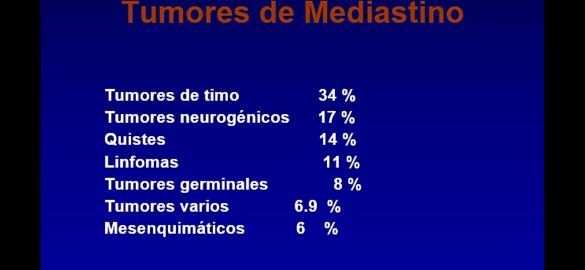 Tumores de Mediastino
Tumores de timo 34 %
Tumores neurogénicos 17 %
Quistes 14 %
Linfomas 11 %
Tumores germinales 8 %
Tumores varios 6.9 %
Mesenquimáticos 6 %